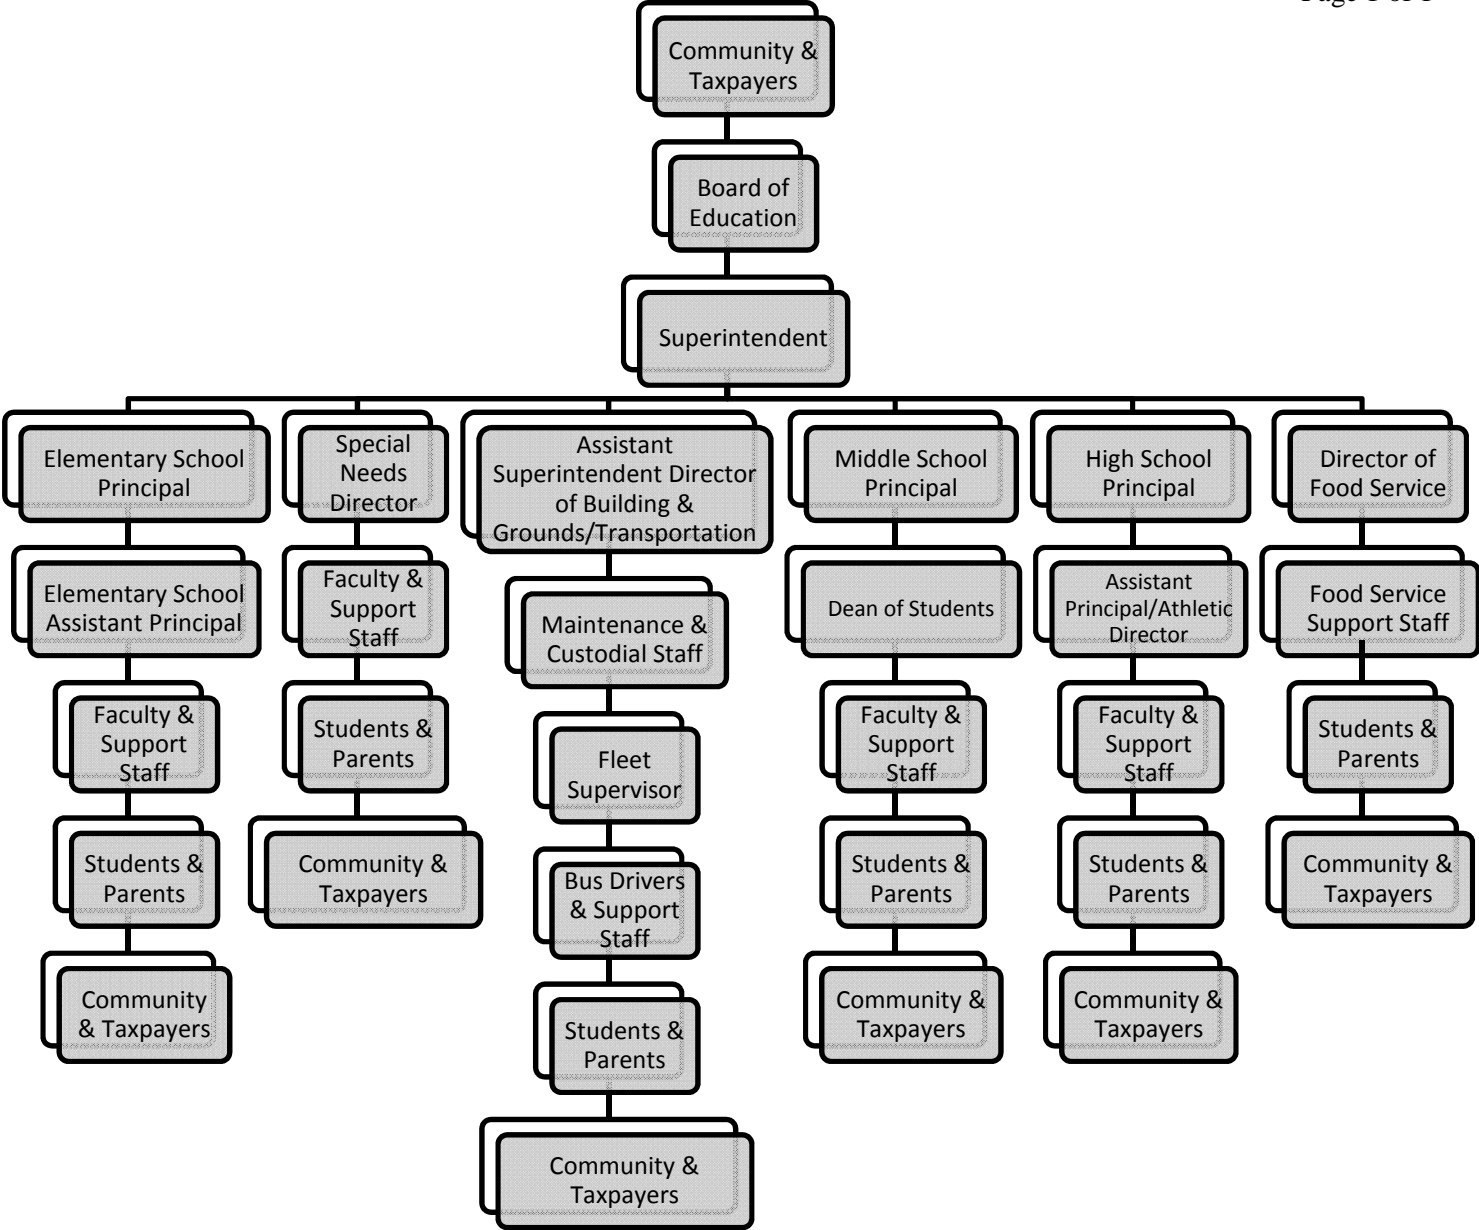 Page 1 of 1
Community &
Taxpayers
Board of
Education
Superintendent
Elementary School
Principal
Special
Needs
Director
Assistant
Superintendent Director
of Building &
Grounds/Transportation
Middle School
Principal
High School
Principal
Director of
Food Service
Elementary School
Assistant Principal
Faculty &
Support
Staff
Maintenance &
Custodial Staff
Dean of Students
Assistant
Principal/Athletic
Director
Food Service
Support Staff
Faculty &
Support
Staff
Students &
Parents
Fleet
Supervisor
Faculty &
Support
Staff
Faculty &
Support
Staff
Students &
Parents
Students &
Parents
Community &
Taxpayers
Bus Drivers
& Support
Staff
Students &
Parents
Students &
Parents
Community &
Taxpayers
Community
& Taxpayers
Students &
Parents
Community &
Taxpayers
Community &
Taxpayers
Community &
Taxpayers